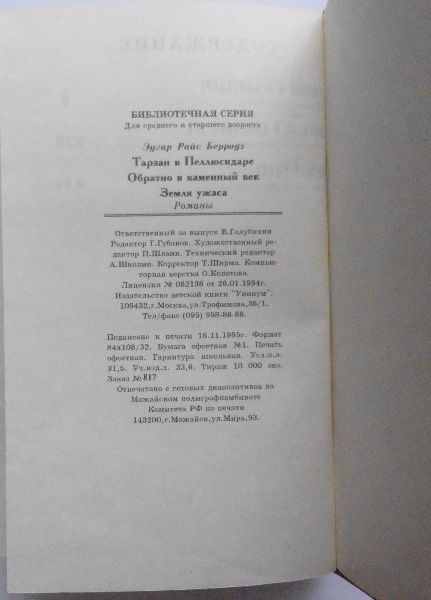 БИБЛИОТЕЧНАЯ СЕРИЯ
Для среднего и старшего возраста
Эдгар Райс Берроуз
Тарзан в Пеллюсидаре
Обратно в каменный век
Земля ужаса
Романы
Ответственный за выпуск В.Голубихин
Редактор Г.Губанов. Художественный ре-
дактор П.Шланн. Технический редактор
А.Школин. Корректор Т.Ширма. Компью-
торная верстка О.Колотова.
Лицензия № 062136 от 26.01.1994г.
Издательство детской книги "Уникум",
109432,г.Москва,ул.Трофимова,36/1.
Тел/факс (095) 958-86-69.
Подписано к печати 16.11.1995г. Формат
84х108/32. Бумага офсетная №1. Печать
офсетная. Гарнитура школьная. Усл.п.л.
31,5. Уч.изд.л. 33,6. Тираж 10 000 экз.
Заказ № 817
Отпечатано с готовых диапозитивов на
Можайском полиграфкомбинате
Комитета РФ по печати
143200,г.Можайск,ул.Мира,93.